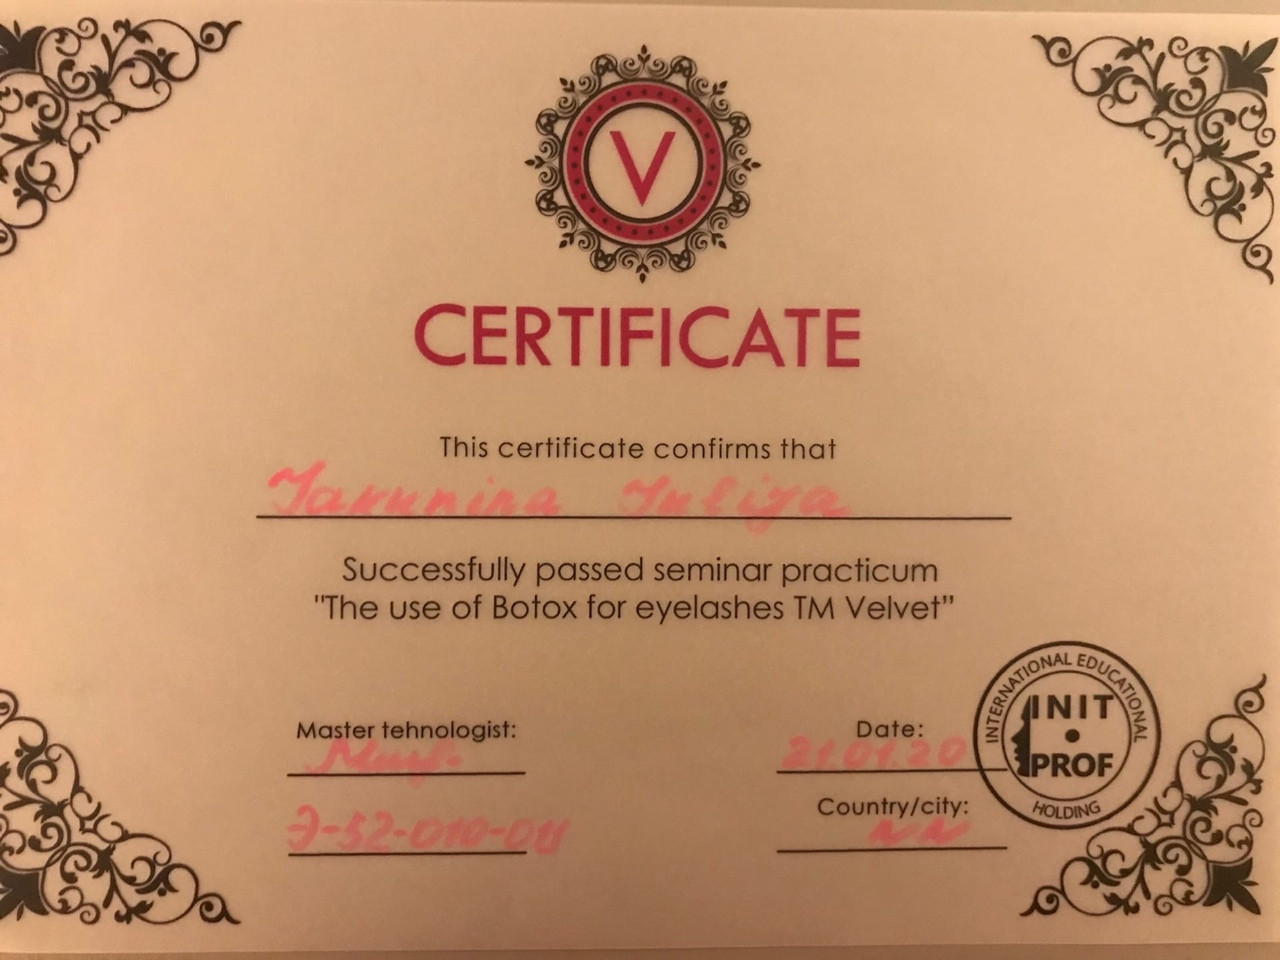 V
CERTIFICATE
This certificate confirms that
Successfully passed seminar practicum
"The use of Botox for eyelashes TM Velvet”
Master tehnologist:
Date:
21.01.20
Country/city:
NN
INTERNATIONAL EDUCATIONAL
INIT
PROF
HOLDING